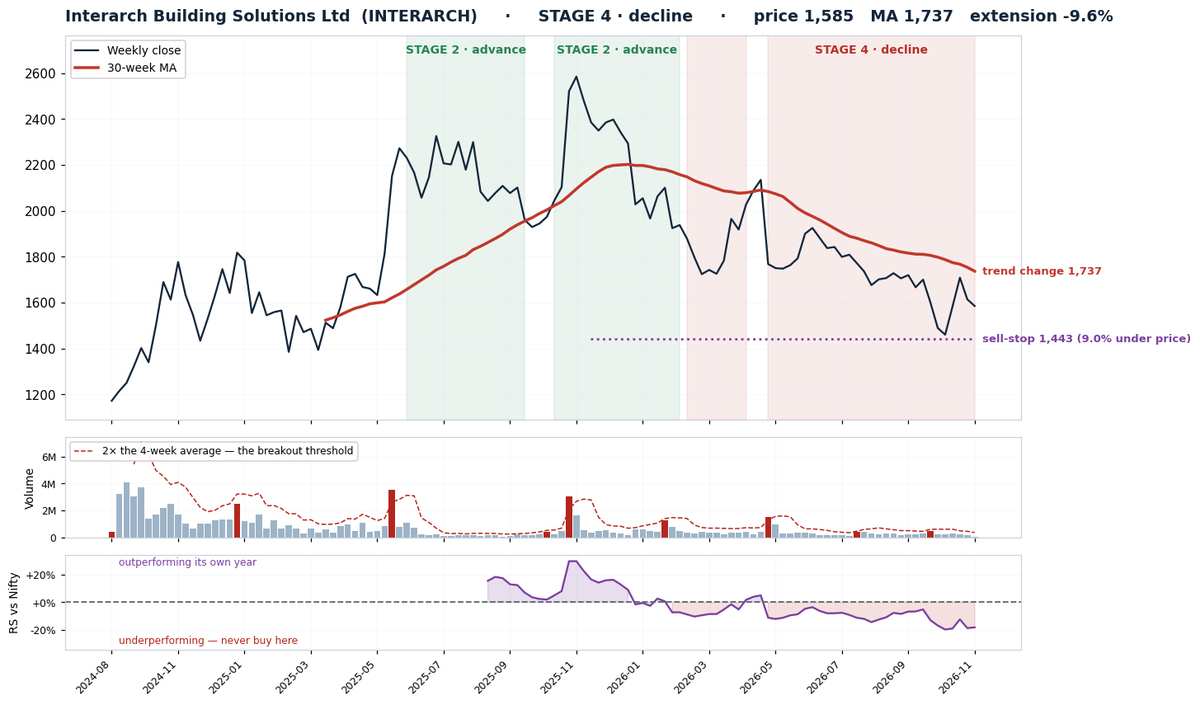 Interarch Building Solutions Ltd (INTERARCH) · STAGE 4 · decline · price 1,585 MA 1,737 extension -9.6%
Weekly close
30-week MA
STAGE 2 · advance
STAGE 2 · advance
STAGE 4 · decline
2600
2400
2200
2000
1800
1600
1400
1200
trend change 1,737
sell-stop 1,443 (9.0% under price)
2× the 4-week average — the breakout threshold
Volume
6M
4M
2M
0
RS vs Nifty
outperforming its own year
+20%
+0%
-20%
underperforming — never buy here
2024-08
2024-11
2025-01
2025-03
2025-05
2025-07
2025-09
2025-11
2026-01
2026-03
2026-05
2026-07
2026-09
2026-11